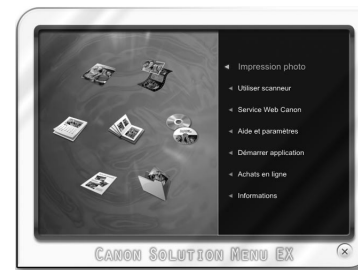 Impression photo
Utiliser scanneur
Service Web Canon
Aide et paramètres
Démarrer application
Achats en ligne
Informations
CANON SOLUTION MENU EX